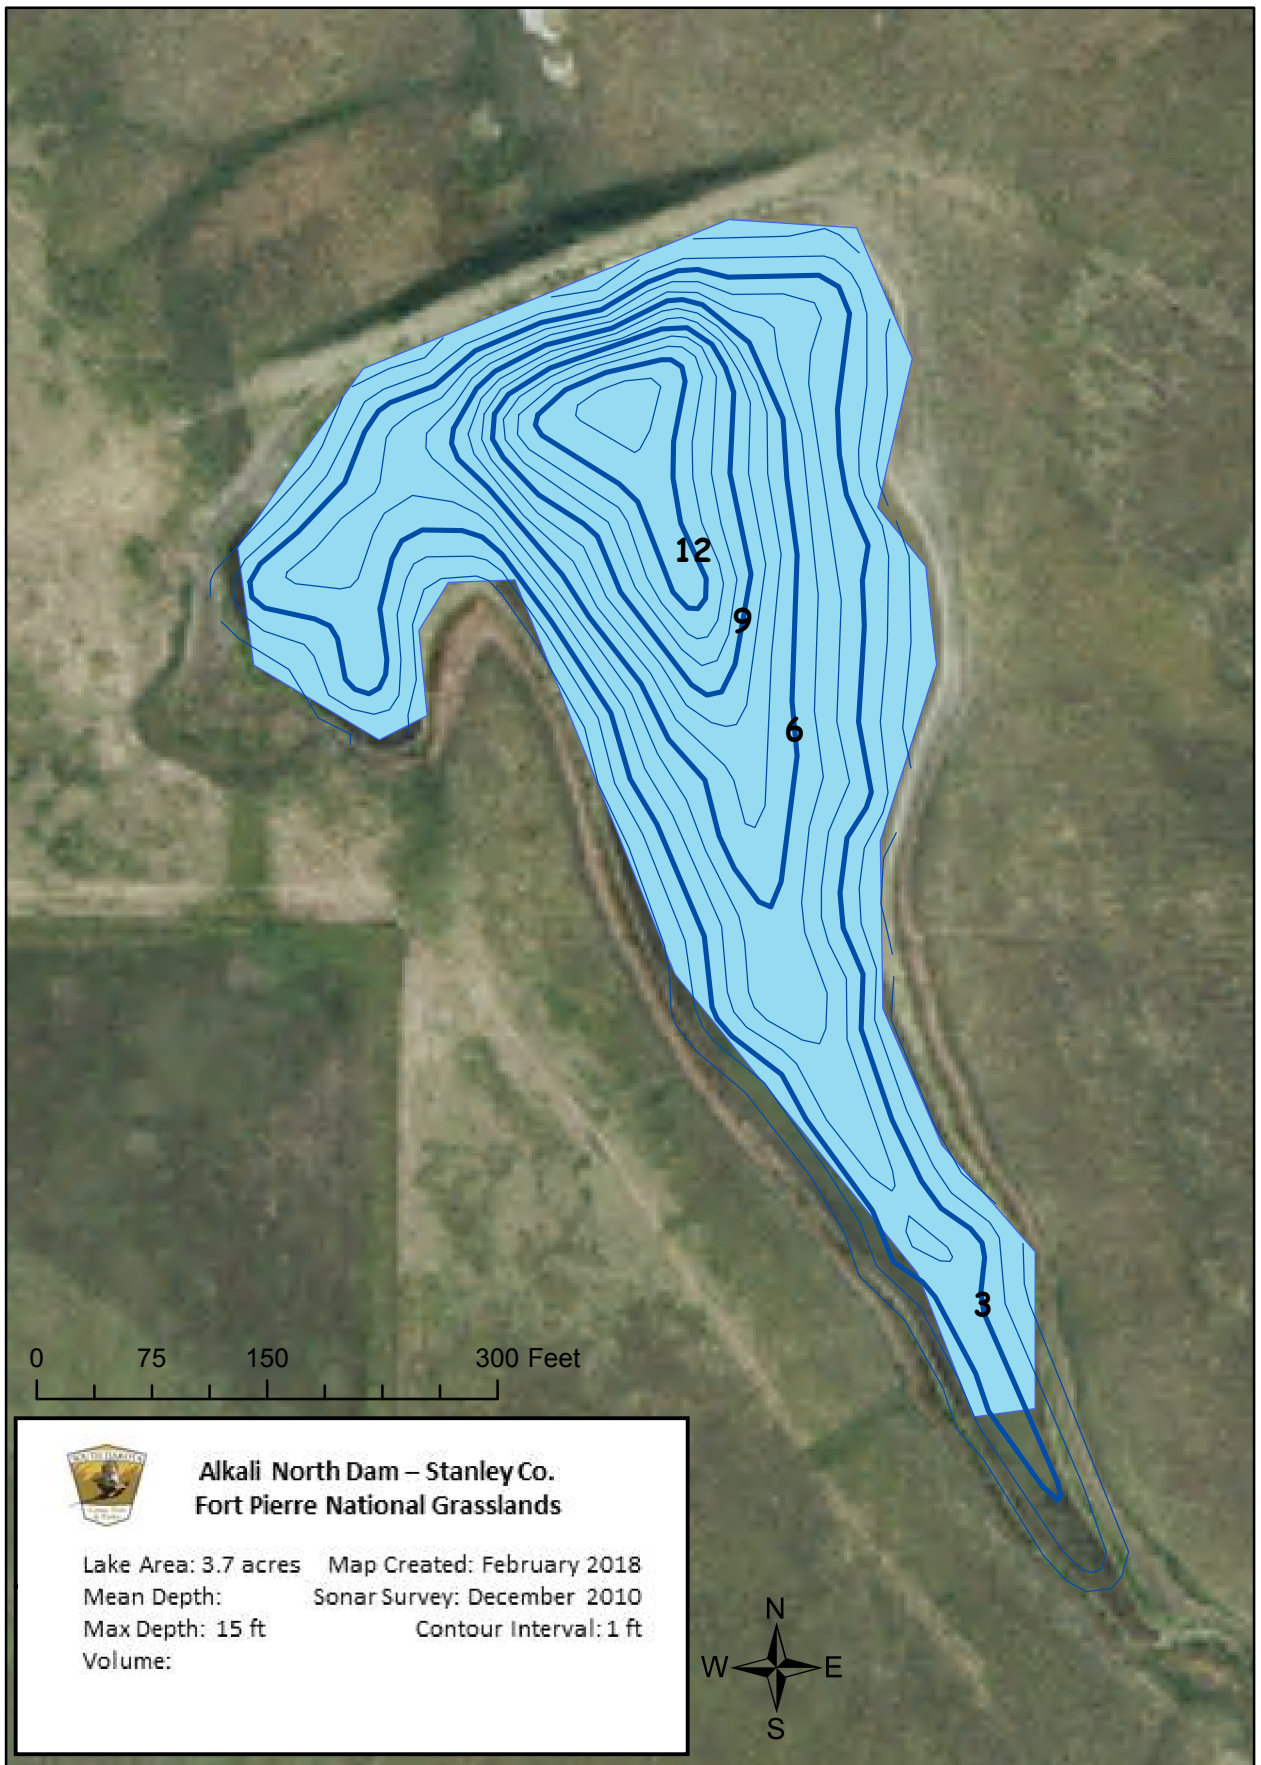 12
9
6
3
0 75 150 300 Feet
Alkali North Dam – Stanley Co.
Fort Pierre National Grasslands
Lake Area: 3.7 acres Map Created: February 2018
Mean Depth: Sonar Survey: December 2010
Max Depth: 15 ft Contour Interval: 1 ft
Volume:
N
W E
S